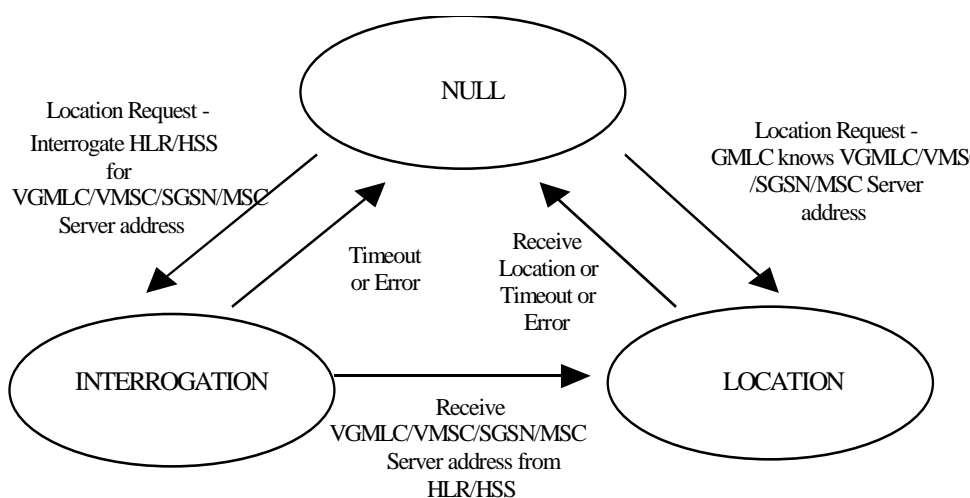 NULL
Location Request -
Interrogate HLR/HSS
for
VGMLC/VMSC/SGSN/MSC
Server address
Location Request -
GMLC knows VGMLC/VMS
/SGSN/MSC Server
address
Timeout
or Error
Receive
Location or
Timeout or
Error
INTERROGATION
LOCATION
Receive
VGMLC/VMSC/SGSN/MSC
Server address from
HLR/HSS